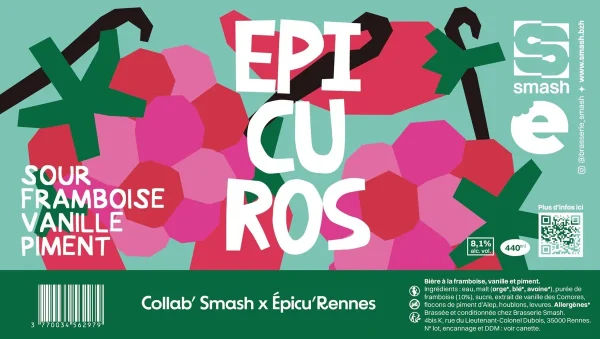 EPI
CU
ROS
SOUR
FRAMBOISE
VANILLE
PIMENT
smash
e
@brasserie_smash + www.smash.bzh
Plus d'infos ici
8,1%
alc. vol.
440ml
Collab' Smash x Épicu'Rennes
3 770034 562979
Bière à la framboise, vanille et piment.
Ingrédients : eau, malt (orge*, blé*, avoine*), purée de
framboise (10%), sucre, extrait de vanille des Comores,
flocons de piment d'Alep, houblons, levures. Allergènes*
Brassée et conditionnée chez Brasserie Smash.
4bis K, rue du Lieutenant-Colonel Dubois, 35000 Rennes.
N° lot, encannage et DDM : voir canette.